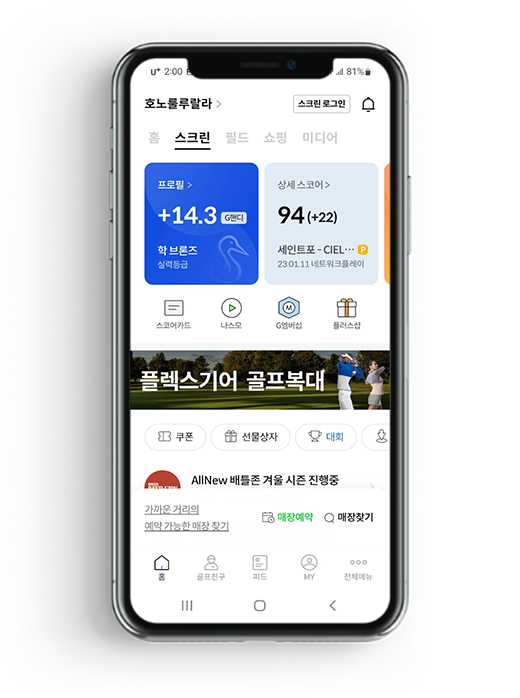 U+ 2:00
81%
호노룰루랄라 >
스크린 로그인
홈 스크린 필드 쇼핑 미디어
프로필 >
+14.3 G핸디
학 브론즈
실력등급
상세 스코어 >
94 (+22)
세인트포 - CIEL··· P
23.01.11 네트워크플레이
스코어카드
나스모
M
G멤버십
플러스샵
플렉스기어 골프복대
쿠폰
선물상자
대회
AllNew 배틀존 겨울 시즌 진행중
가까운 거리의
예약 가능한 매장 찾기
매장예약
매장찾기
홈
골프친구
피드
MY
전체메뉴